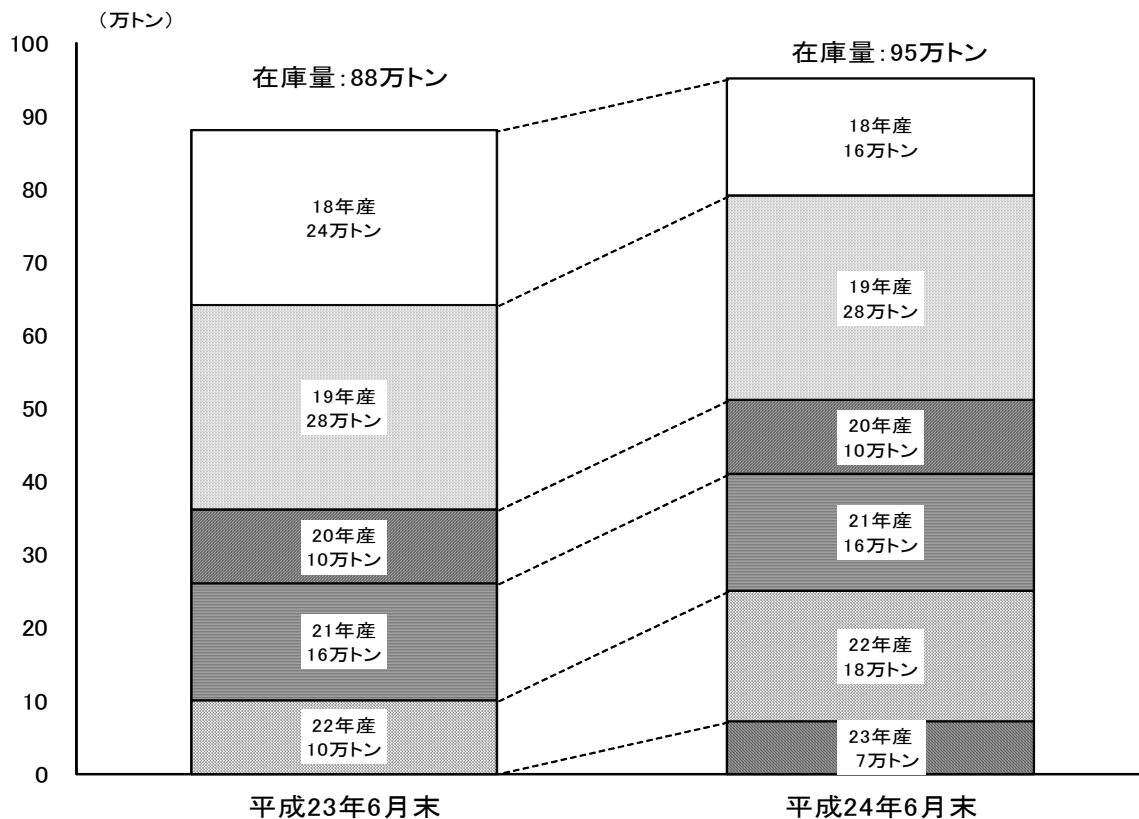 （万トン）
100
90
80
70
60
50
40
30
20
10
0
在庫量：88万トン
18年産
24万トン
19年産
28万トン
20年産
10万トン
21年産
16万トン
22年産
10万トン
平成23年6月末
在庫量：95万トン
18年産
16万トン
19年産
28万トン
20年産
10万トン
21年産
16万トン
22年産
18万トン
23年産
7万トン
平成24年6月末